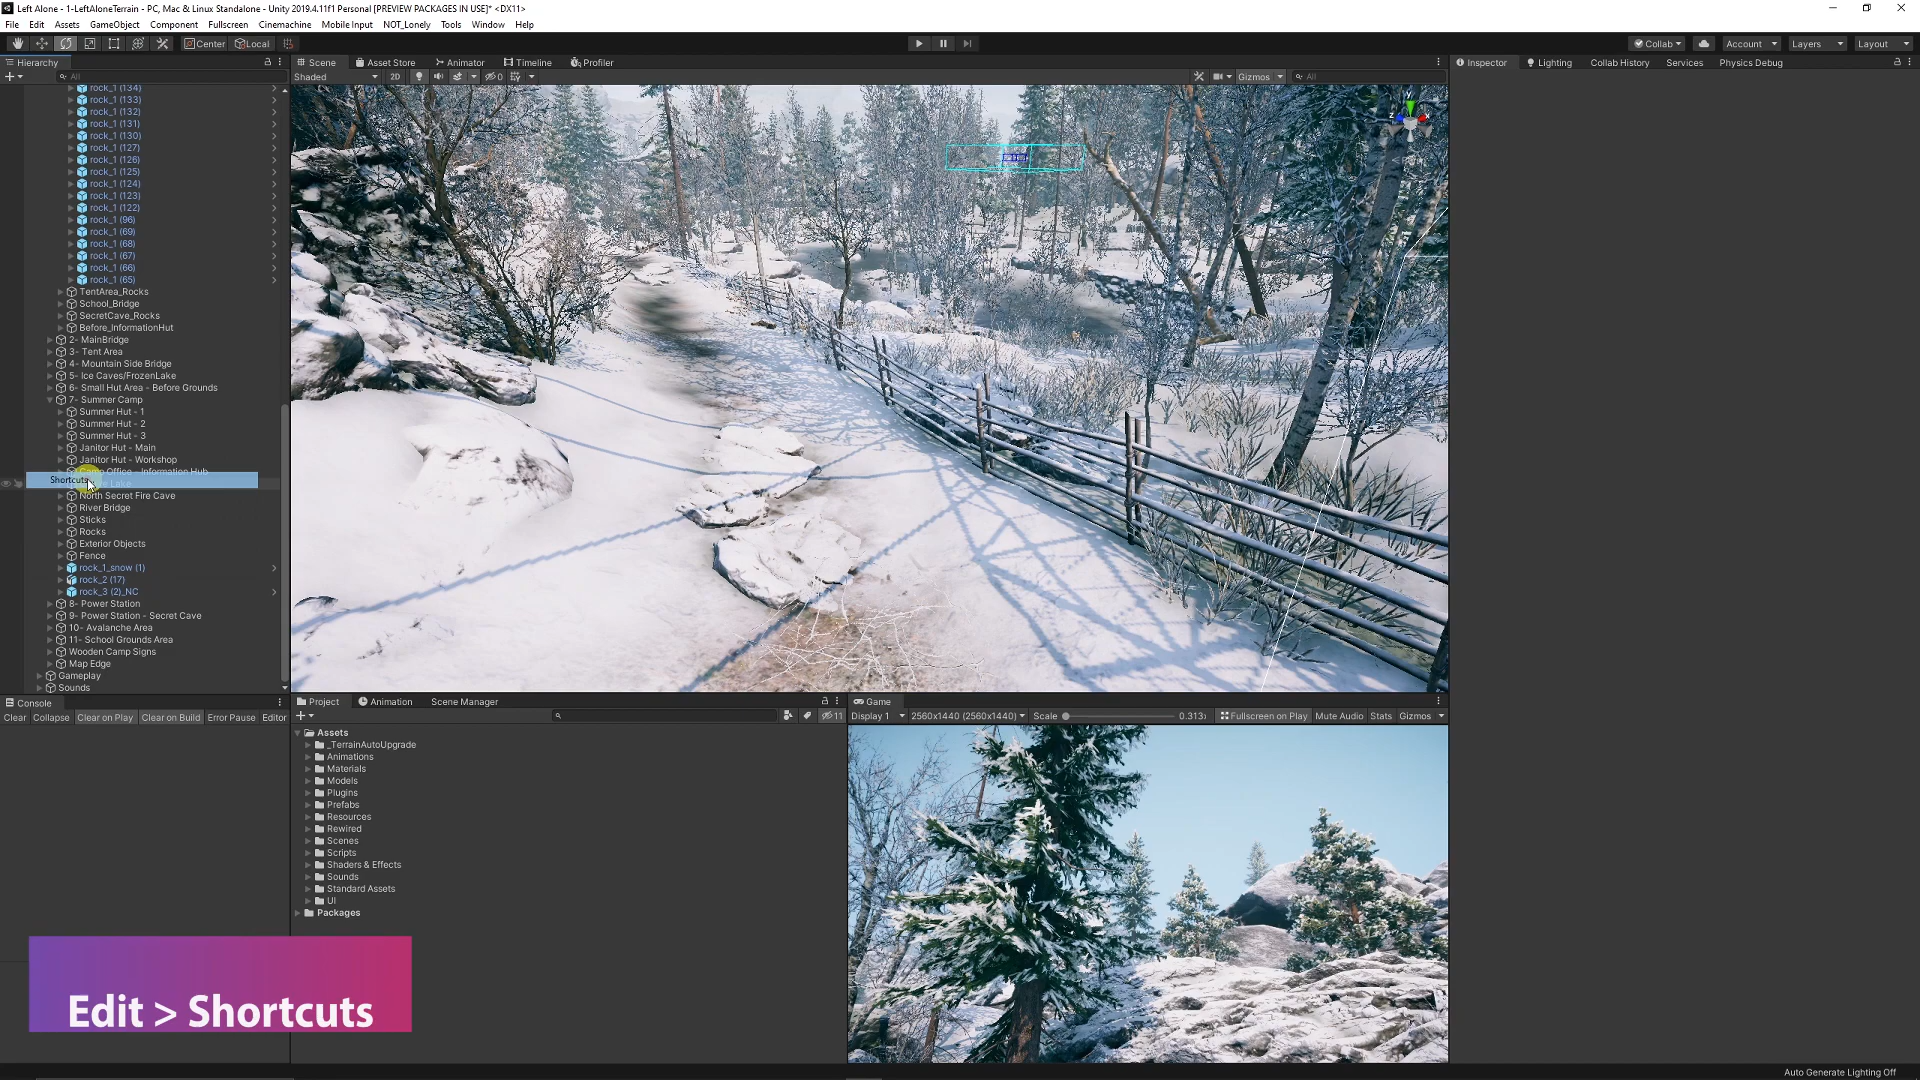 Left Alone - 1-LeftAloneTerrain - PC, Mac & Linux Standalone - Unity 2019.4.11f1 Personal [PREVIEW PACKAGES IN USE]* <DX11>
File Edit Assets GameObject Component Fullscreen Cinemachine Mobile Input NOT_Lonely Tools Window Help
Center Local Collab Account Layers Layout
Hierarchy
All
rock_1 (134)
rock_1 (133)
rock_1 (132)
rock_1 (131)
rock_1 (130)
rock_1 (127)
rock_1 (126)
rock_1 (125)
rock_1 (124)
rock_1 (123)
rock_1 (122)
rock_1 (96)
rock_1 (69)
rock_1 (68)
rock_1 (67)
rock_1 (66)
rock_1 (65)
TentArea_Rocks
School_Bridge
SecretCave_Rocks
Before_InformationHut
2- MainBridge
3- Tent Area
4- Mountain Side Bridge
5- Ice Caves/FrozenLake
6- Small Hut Area - Before Grounds
7- Summer Camp
Summer Hut - 1
Summer Hut - 2
Summer Hut - 3
Janitor Hut - Main
Janitor Hut - Workshop
Camp Office - Information Hub
Shortcuts...
Lake
North Secret Fire Cave
River Bridge
Sticks
Rocks
Exterior Objects
Fence
rock_1_snow (1)
rock_2 (17)
rock_3 (2)_NC
8- Power Station
9- Power Station - Secret Cave
10- Avalanche Area
11- School Grounds Area
Wooden Camp Signs
Map Edge
Gameplay
Sounds
Scene Asset Store Animator Timeline Profiler
Shaded 2D 0 Gizmos All
Inspector Lighting Collab History Services Physics Debug
Console
Clear Collapse Clear on Play Clear on Build Error Pause Editor
Project Animation Scene Manager
11
Assets
_TerrainAutoUpgrade
Animations
Materials
Models
Plugins
Prefabs
Resources
Rewired
Scenes
Scripts
Shaders & Effects
Sounds
Standard Assets
UI
Packages
Game
Display 1 2560x1440 (2560x1440) Scale 0.313x Fullscreen on Play Mute Audio Stats Gizmos
Edit > Shortcuts
Auto Generate Lighting Off